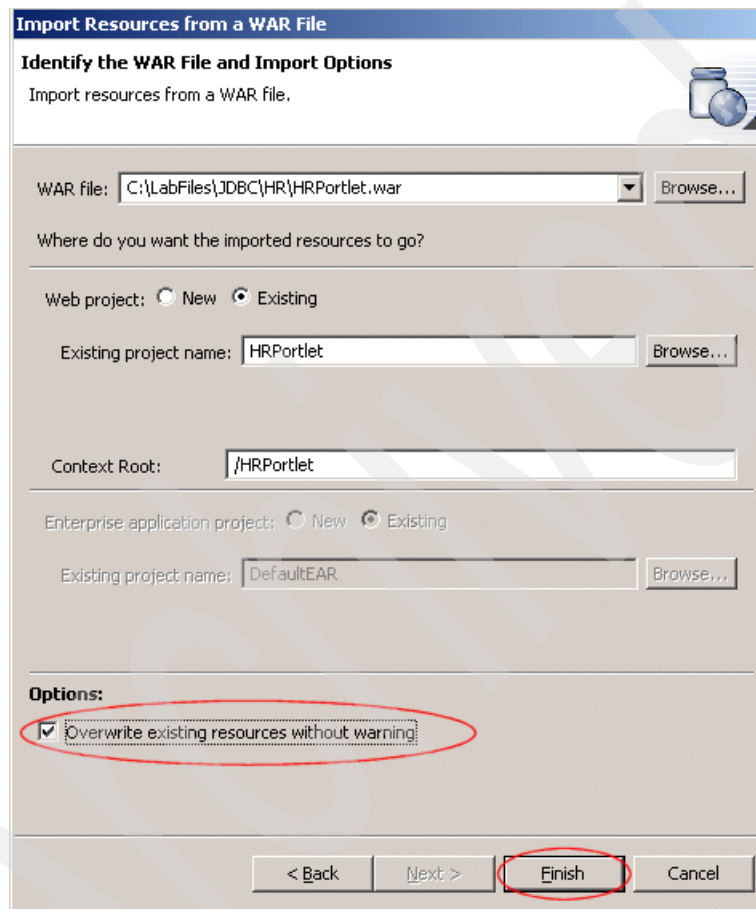 Import Resources from a WAR File
Identify the WAR File and Import Options
Import resources from a WAR file.
WAR file: C:\LabFiles\JDBC\HR\HRPortlet.war Browse...
Where do you want the imported resources to go?
Web project: New Existing
Existing project name: HRPortlet Browse...
Context Root: /HRPortlet
Enterprise application project: New Existing
Existing project name: DefaultEAR Browse...
Options:
Overwrite existing resources without warning
< Back Next > Finish Cancel